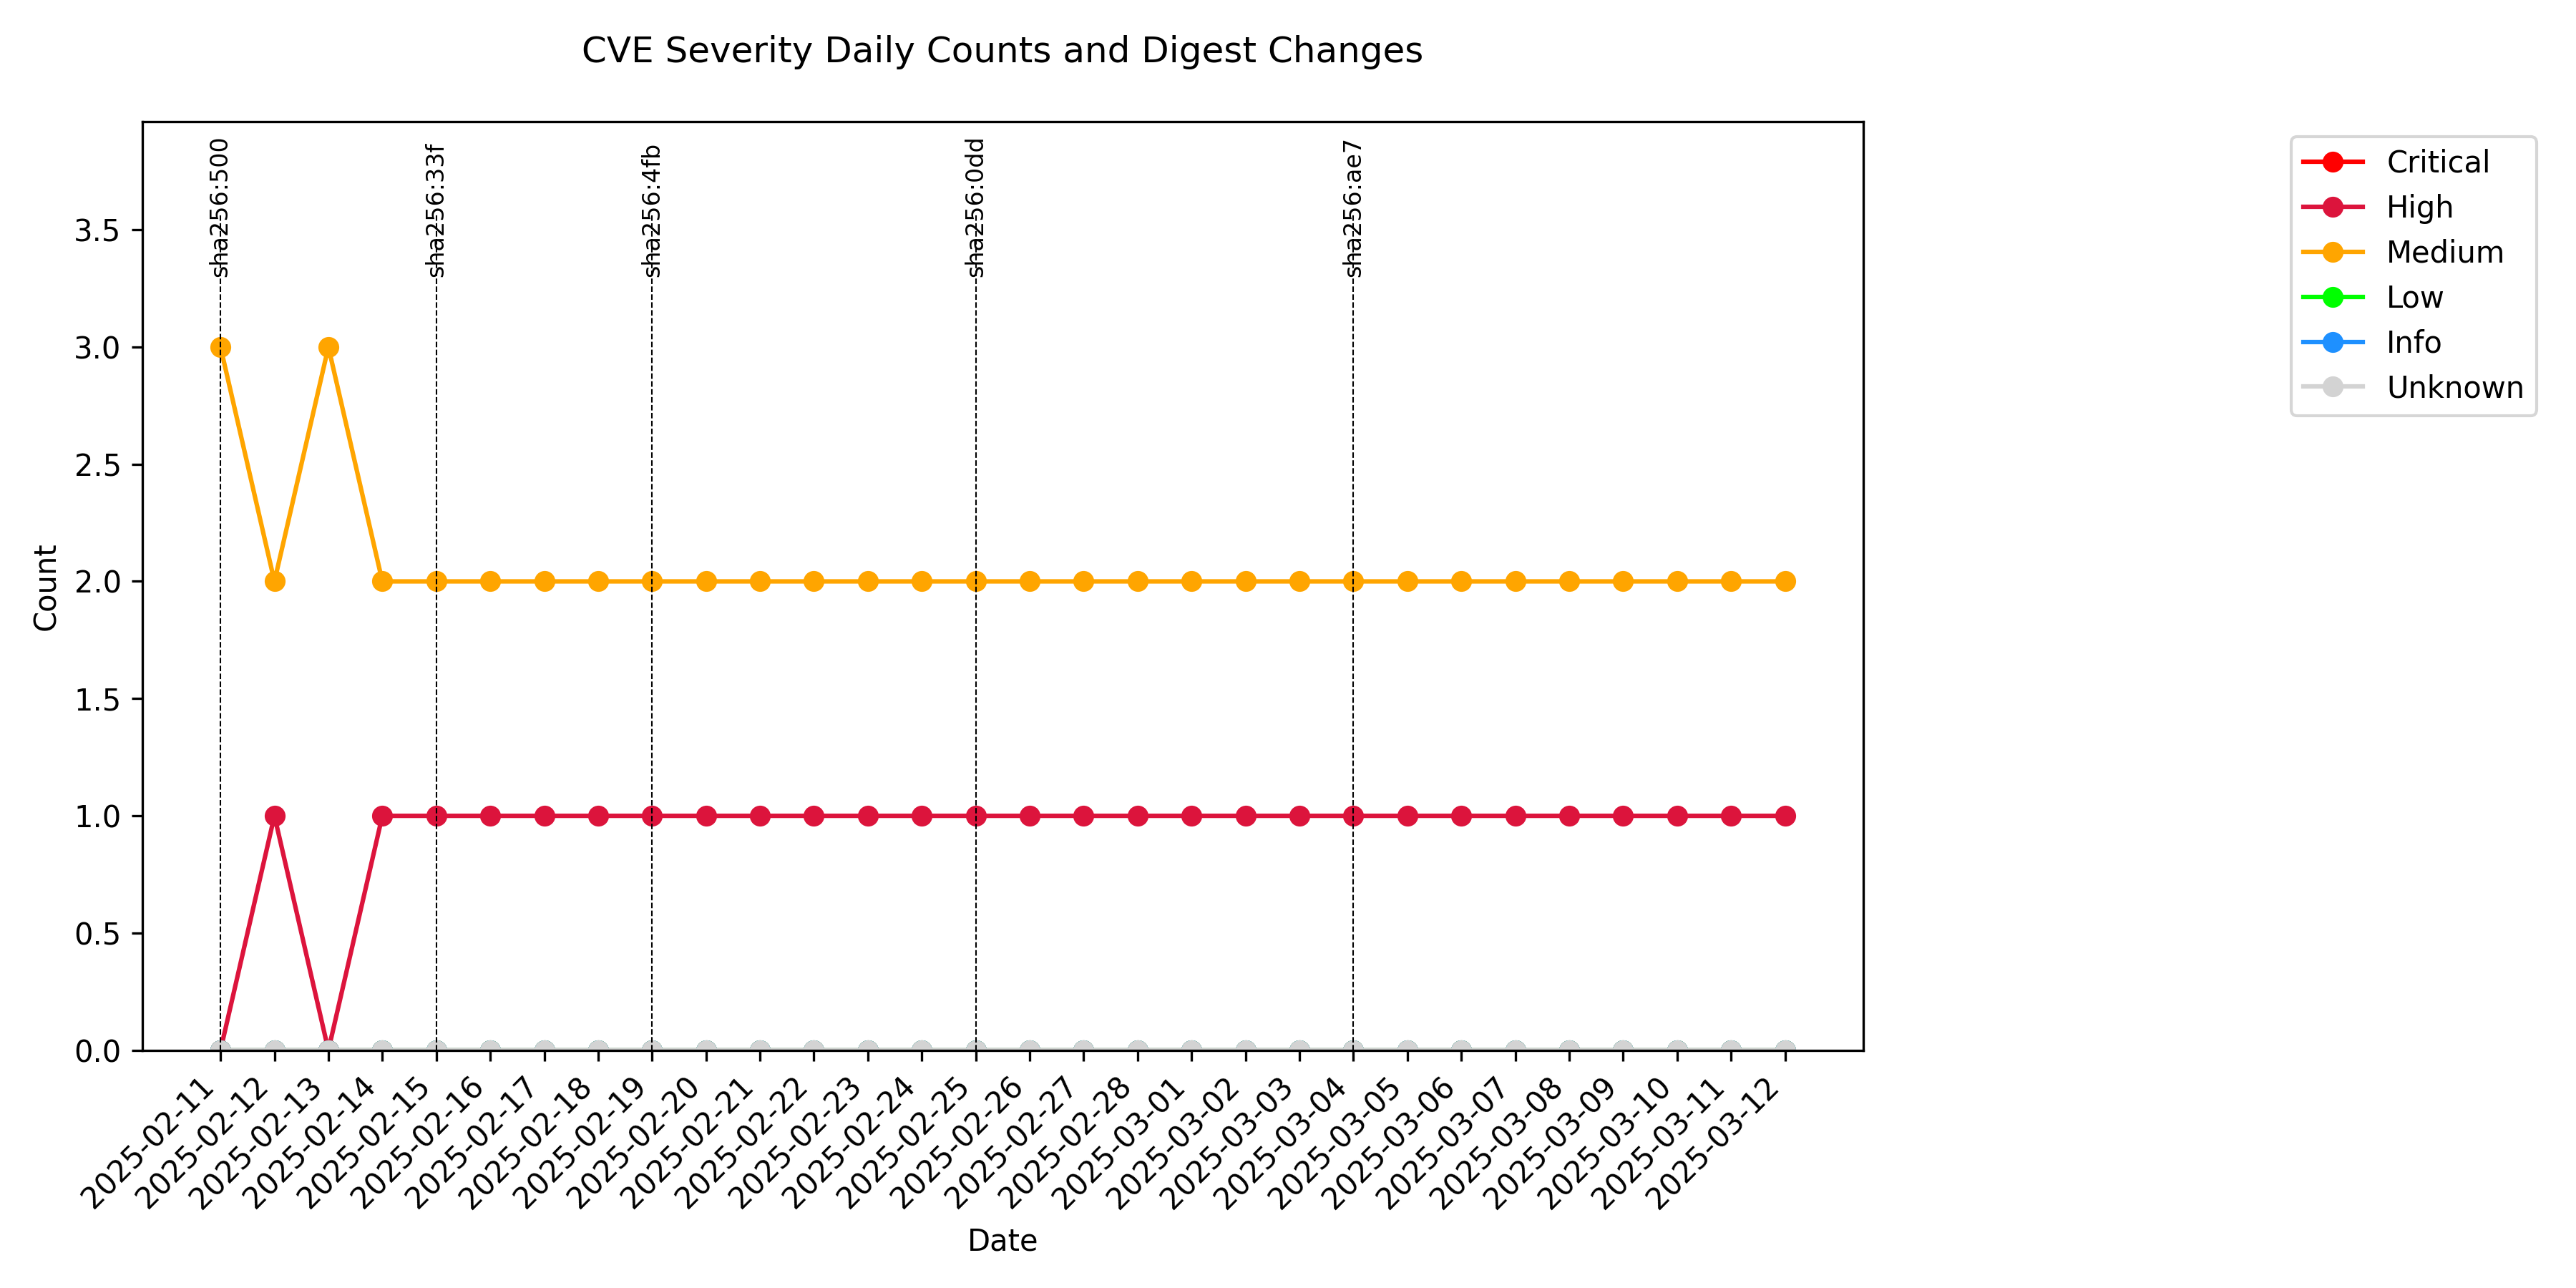 CVE Severity Daily Counts and Digest Changes
sha256:500
sha256:33f
sha256:4fb
sha256:0dd
sha256:ae7
Critical
High
Medium
Low
Info
Unknown
3.5
3.0
2.5
2.0
1.5
1.0
0.5
0.0
Count
2025-02-11
2025-02-12
2025-02-13
2025-02-14
2025-02-15
2025-02-16
2025-02-17
2025-02-18
2025-02-19
2025-02-20
2025-02-21
2025-02-22
2025-02-23
2025-02-24
2025-02-25
2025-02-26
2025-02-27
2025-02-28
2025-03-01
2025-03-02
2025-03-03
2025-03-04
2025-03-05
2025-03-06
2025-03-07
2025-03-08
2025-03-09
2025-03-10
2025-03-11
2025-03-12
Date